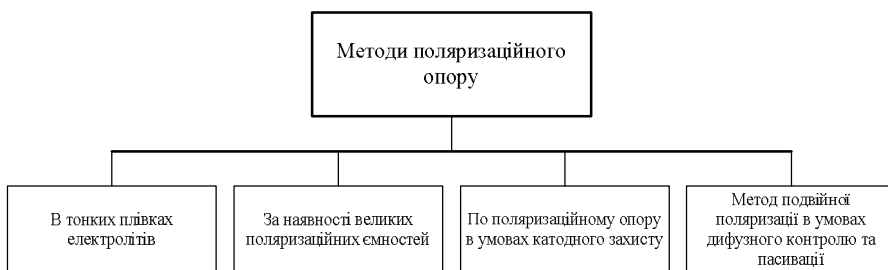 Методи поляризаційного
опору
В тонких плівках
електролітів
За наявності великих
поляризаційних ємностей
По поляризаційному опору
в умовах катодного захисту
Метод подвійної
поляризації в умовах
дифузного контролю та
пасивації